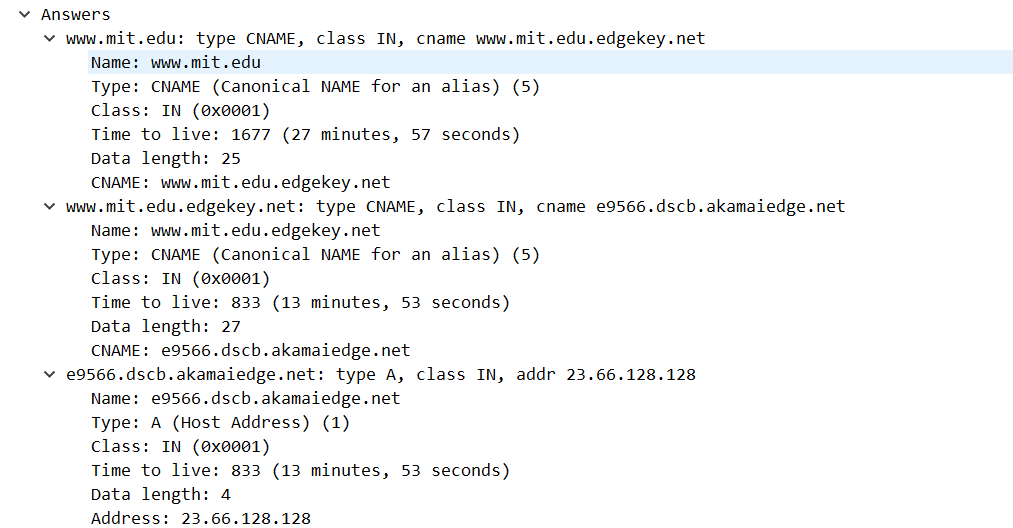 Answers
www.mit.edu: type CNAME, class IN, cname www.mit.edu.edgekey.net
Name: www.mit.edu
Type: CNAME (Canonical NAME for an alias) (5)
Class: IN (0x0001)
Time to live: 1677 (27 minutes, 57 seconds)
Data length: 25
CNAME: www.mit.edu.edgekey.net
www.mit.edu.edgekey.net: type CNAME, class IN, cname e9566.dscb.akamaiedge.net
Name: www.mit.edu.edgekey.net
Type: CNAME (Canonical NAME for an alias) (5)
Class: IN (0x0001)
Time to live: 833 (13 minutes, 53 seconds)
Data length: 27
CNAME: e9566.dscb.akamaiedge.net
e9566.dscb.akamaiedge.net: type A, class IN, addr 23.66.128.128
Name: e9566.dscb.akamaiedge.net
Type: A (Host Address) (1)
Class: IN (0x0001)
Time to live: 833 (13 minutes, 53 seconds)
Data length: 4
Address: 23.66.128.128